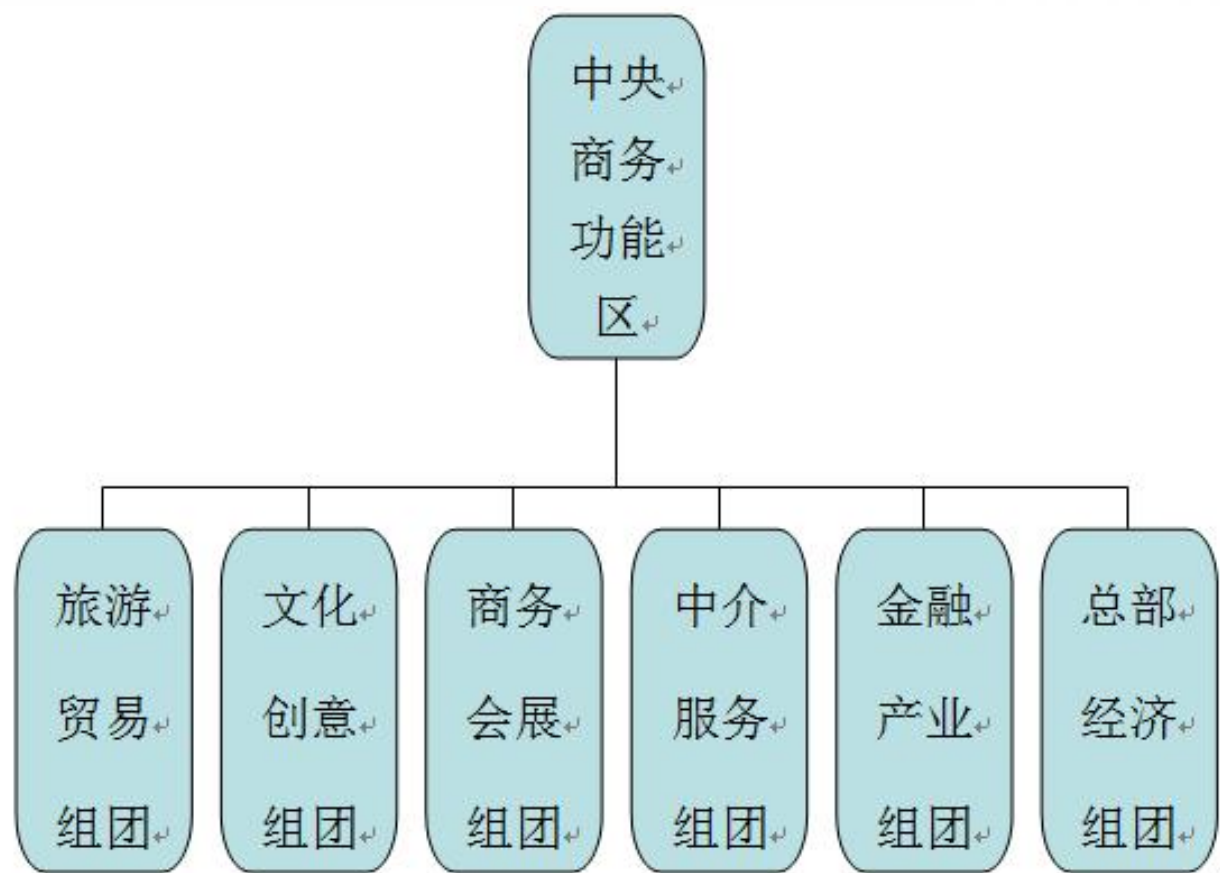 中央
商务
功能
区
旅游
贸易
组团
文化
创意
组团
商务
会展
组团
中介
服务
组团
金融
产业
组团
总部
经济
组团